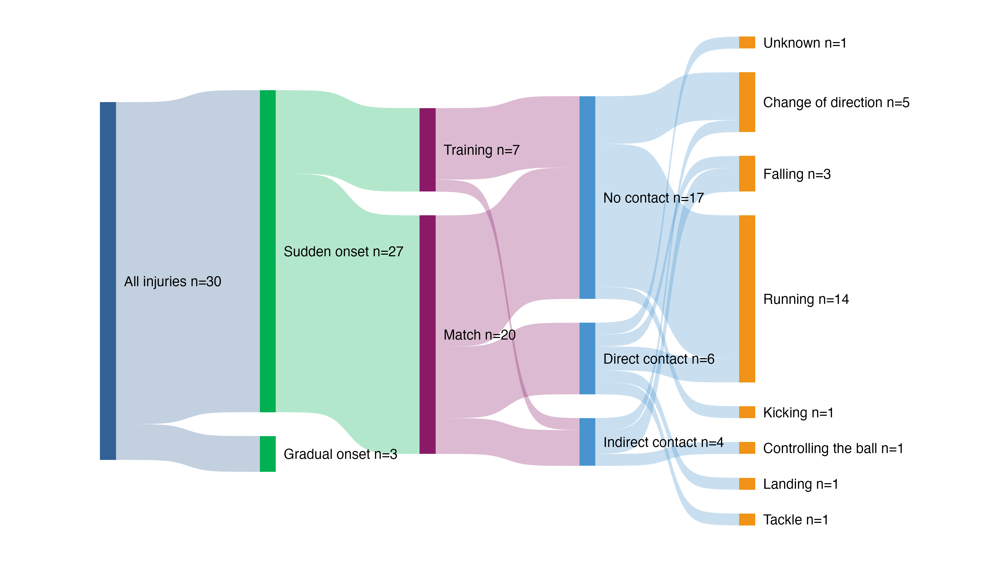 All injuries n=30
Sudden onset n=27
Gradual onset n=3
Training n=7
Match n=20
No contact n=17
Direct contact n=6
Indirect contact n=4
Unknown n=1
Change of direction n=5
Falling n=3
Running n=14
Kicking n=1
Controlling the ball n=1
Landing n=1
Tackle n=1